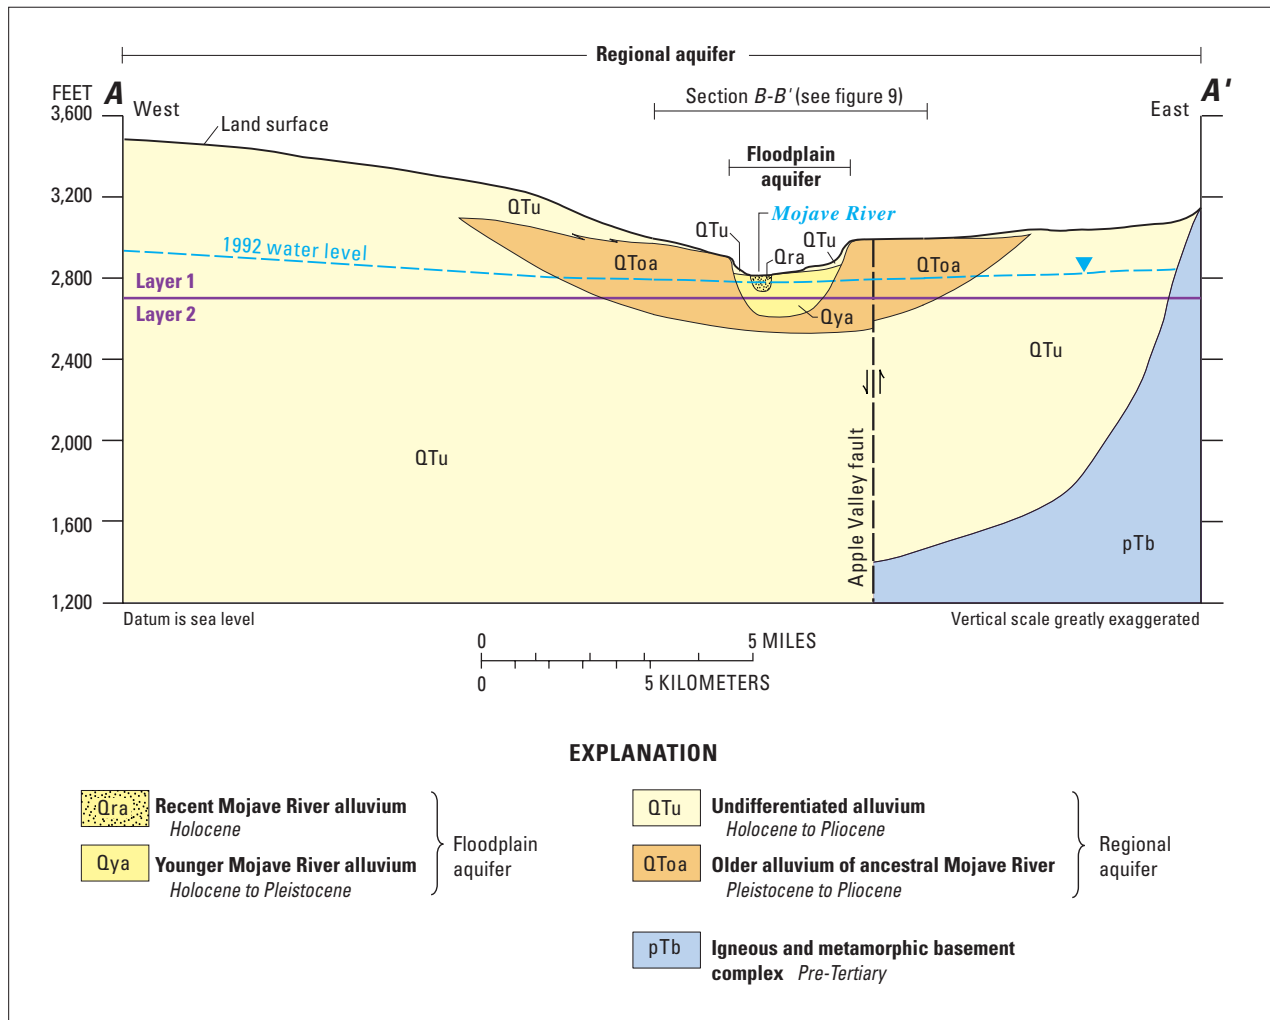 Regional aquifer
FEET
A
West
Section B-B' (see figure 9)
East
A'
3,600
Land surface
Floodplain
aquifer
3,200
QTu
Mojave River
QTu
QTu
1992 water level
QToa
Qra
QToa
2,800
Layer 1
Layer 2
Qya
2,400
QTu
2,000
QTu
Apple Valley fault
1,600
pTb
1,200
Datum is sea level
Vertical scale greatly exaggerated
0
5 MILES
0
5 KILOMETERS
EXPLANATION
Qra
Recent Mojave River alluvium
Holocene
Qya
Younger Mojave River alluvium
Holocene to Pleistocene
Floodplain
aquifer
QTu
Undifferentiated alluvium
Holocene to Pliocene
QToa
Older alluvium of ancestral Mojave River
Pleistocene to Pliocene
Regional
aquifer
pTb
Igneous and metamorphic basement
complex Pre-Tertiary